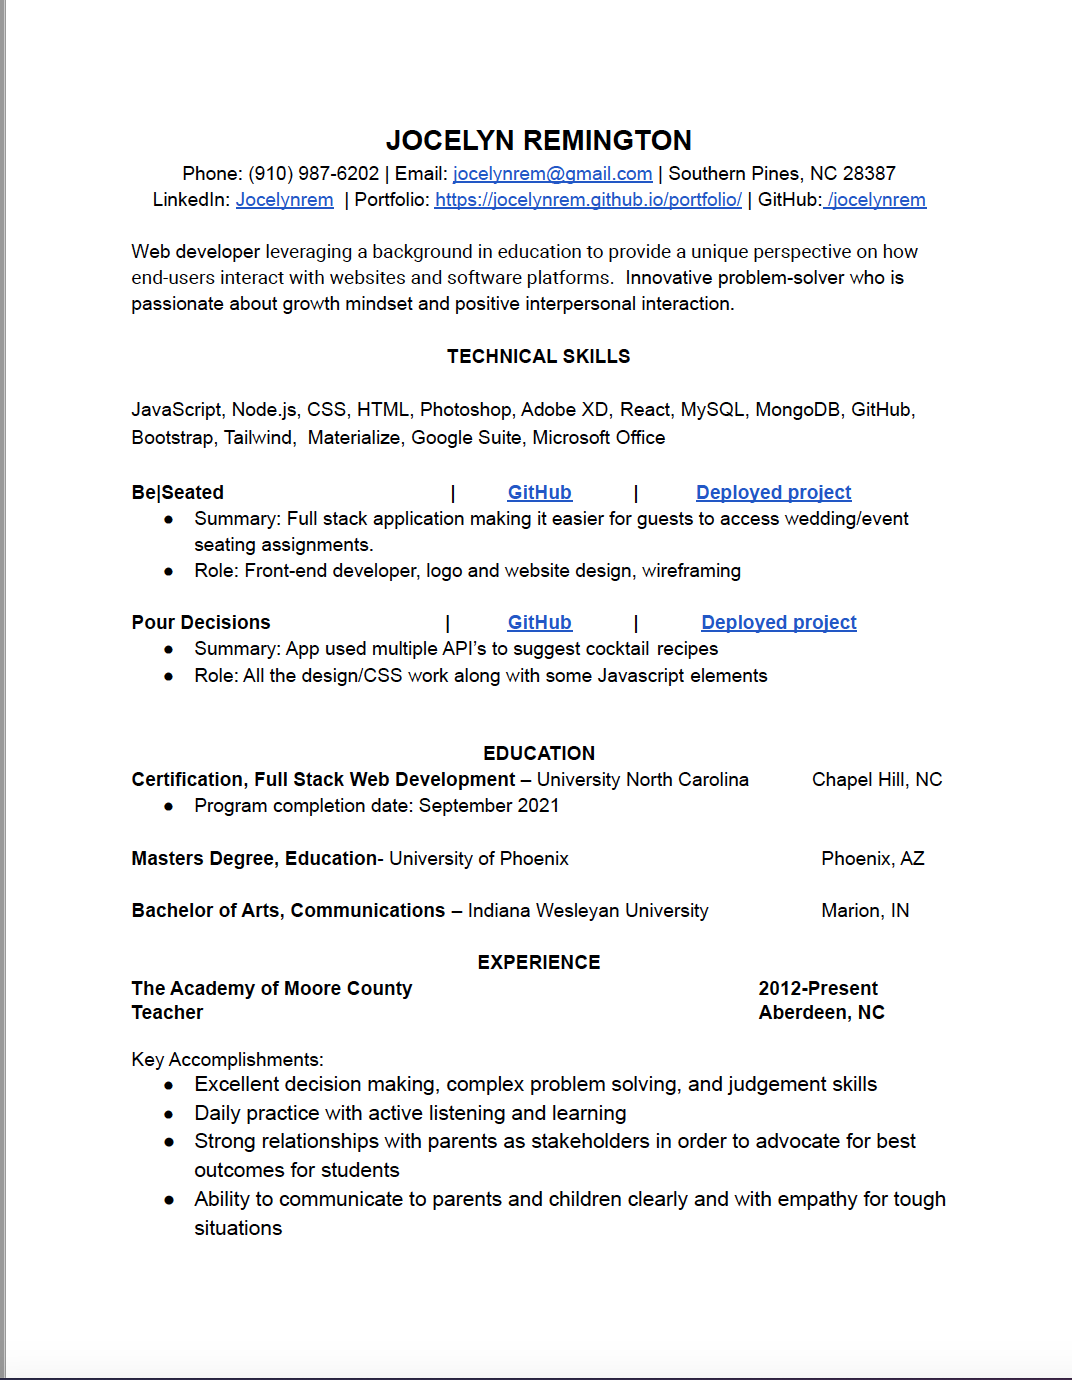 JOCELYN REMINGTON
Phone: (910) 987-6202 | Email: jocelynrem@gmail.com | Southern Pines, NC 28387
LinkedIn: Jocelynrem | Portfolio: https://jocelynrem.github.io/portfolio/ | GitHub: /jocelynrem
Web developer leveraging a background in education to provide a unique perspective on how
end-users interact with websites and software platforms. Innovative problem-solver who is
passionate about growth mindset and positive interpersonal interaction.
TECHNICAL SKILLS
JavaScript, Node.js, CSS, HTML, Photoshop, Adobe XD, React, MySQL, MongoDB, GitHub,
Bootstrap, Tailwind, Materialize, Google Suite, Microsoft Office
Be|Seated | GitHub | Deployed project
● Summary: Full stack application making it easier for guests to access wedding/event
seating assignments.
● Role: Front-end developer, logo and website design, wireframing
Pour Decisions | GitHub | Deployed project
● Summary: App used multiple API's to suggest cocktail recipes
● Role: All the design/CSS work along with some Javascript elements
EDUCATION
Certification, Full Stack Web Development – University North Carolina Chapel Hill, NC
● Program completion date: September 2021
Masters Degree, Education- University of Phoenix Phoenix, AZ
Bachelor of Arts, Communications – Indiana Wesleyan University Marion, IN
EXPERIENCE
The Academy of Moore County 2012-Present
Teacher Aberdeen, NC
Key Accomplishments:
● Excellent decision making, complex problem solving, and judgement skills
● Daily practice with active listening and learning
● Strong relationships with parents as stakeholders in order to advocate for best
outcomes for students
● Ability to communicate to parents and children clearly and with empathy for tough
situations